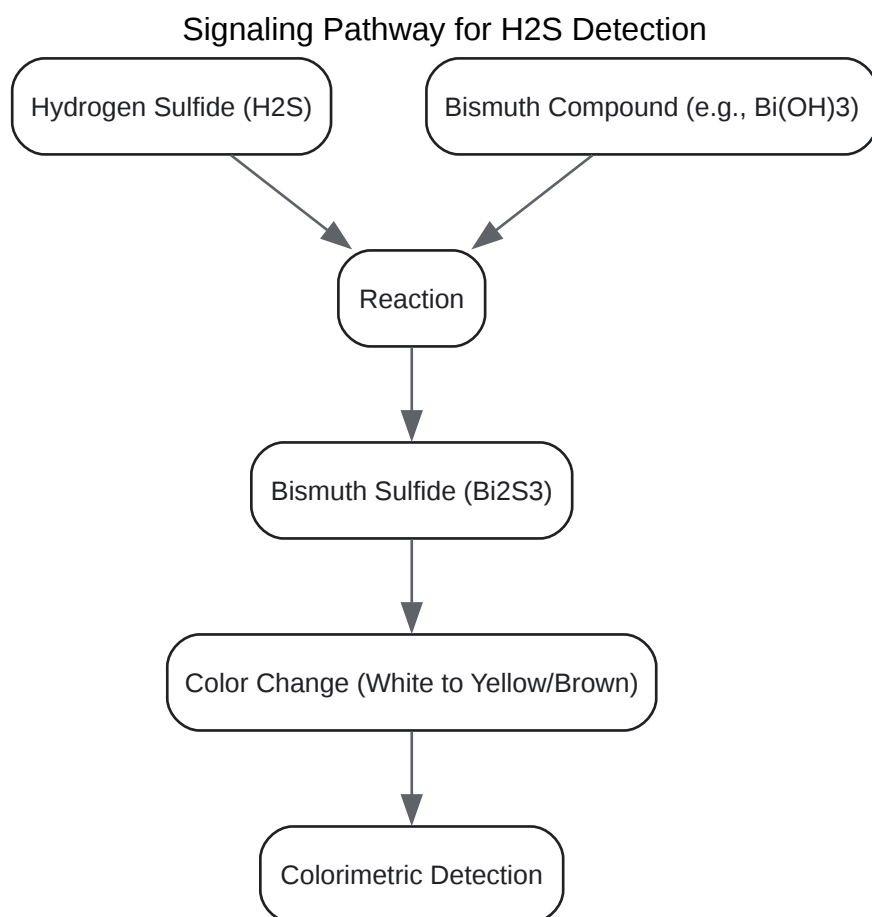 Signaling Pathway for H2S Detection
Hydrogen Sulfide (H2S)
Bismuth Compound (e.g., Bi(OH)3)
Reaction
Bismuth Sulfide (Bi2S3)
Color Change (White to Yellow/Brown)
Colorimetric Detection